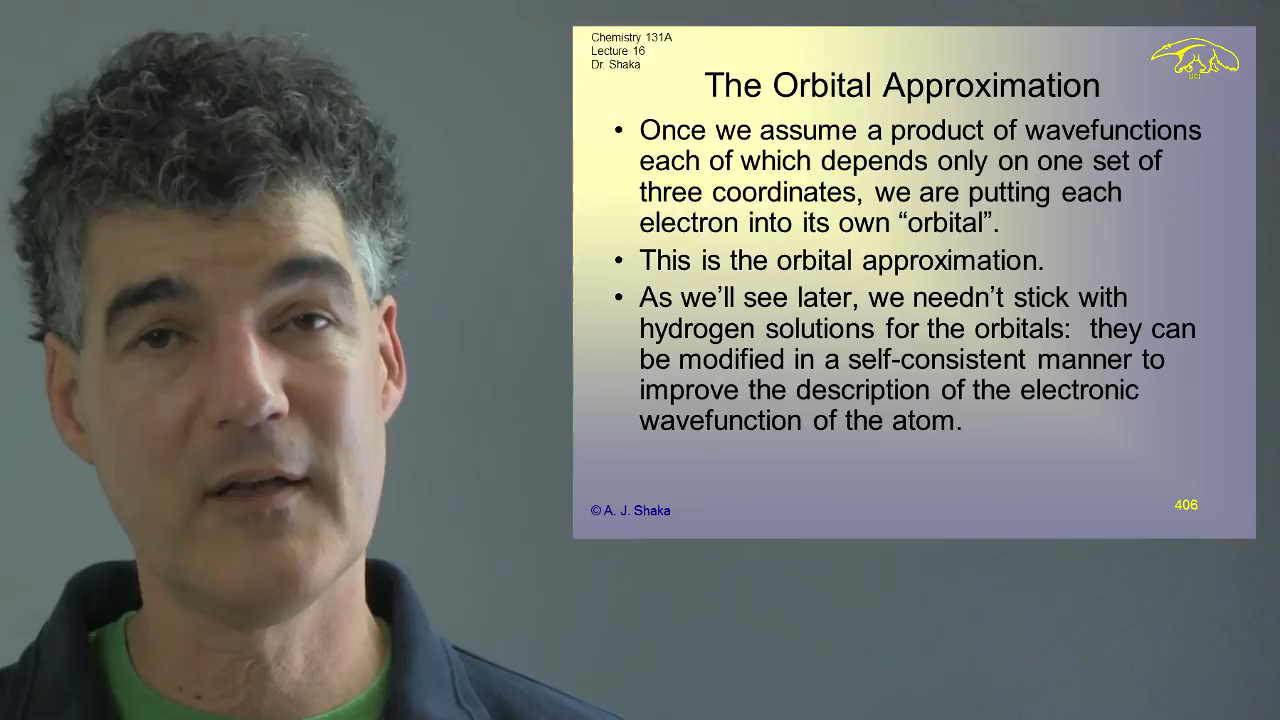 Chemistry 131A
Lecture 16
Dr. Shaka
UCI
The Orbital Approximation
• Once we assume a product of wavefunctions
each of which depends only on one set of
three coordinates, we are putting each
electron into its own “orbital”.
• This is the orbital approximation.
• As we’ll see later, we needn’t stick with
hydrogen solutions for the orbitals:  they can
be modified in a self-consistent manner to
improve the description of the electronic
wavefunction of the atom.
© A. J. Shaka
406